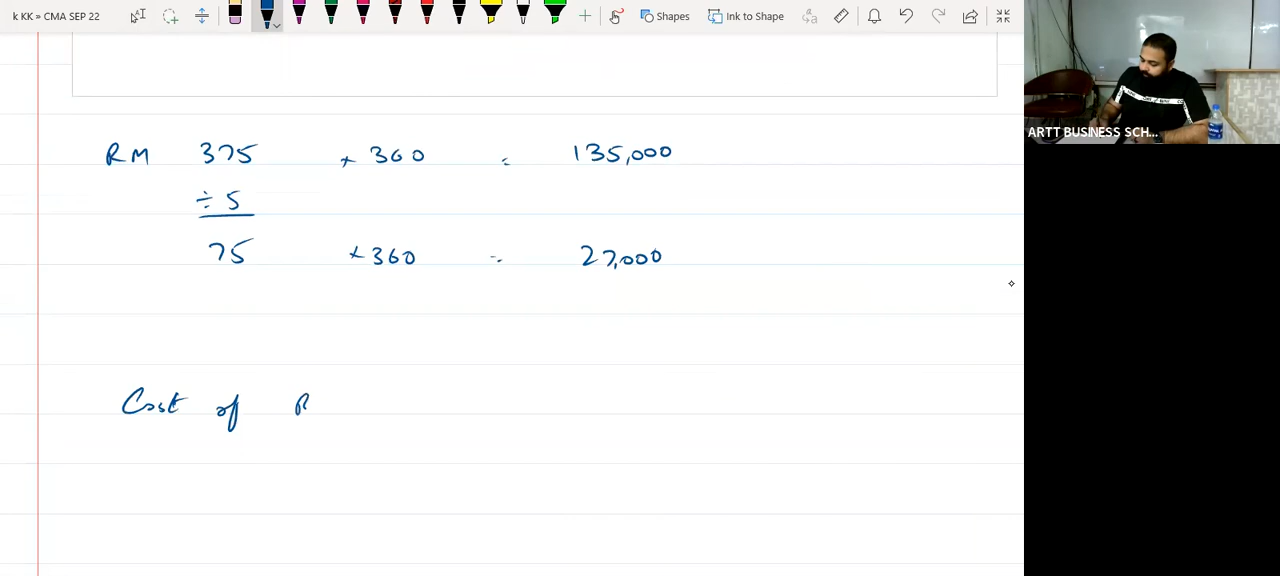 k KK » CMA SEP 22
Shapes
Ink to Shape
ARTT BUSINESS SCH...
RM 375 × 360 = 135,000
÷ 5
75 × 360 = 27,000
Cost of R